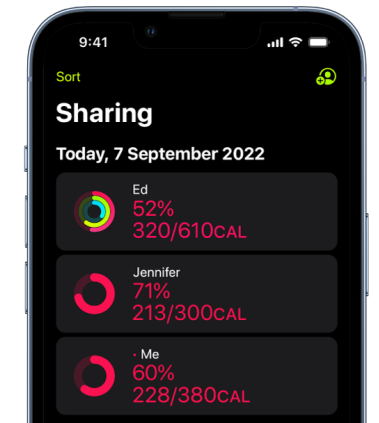 9:41
Sort
Sharing
Today, 7 September 2022
Ed
52%
320/610CAL
Jennifer
71%
213/300CAL
· Me
60%
228/380CAL